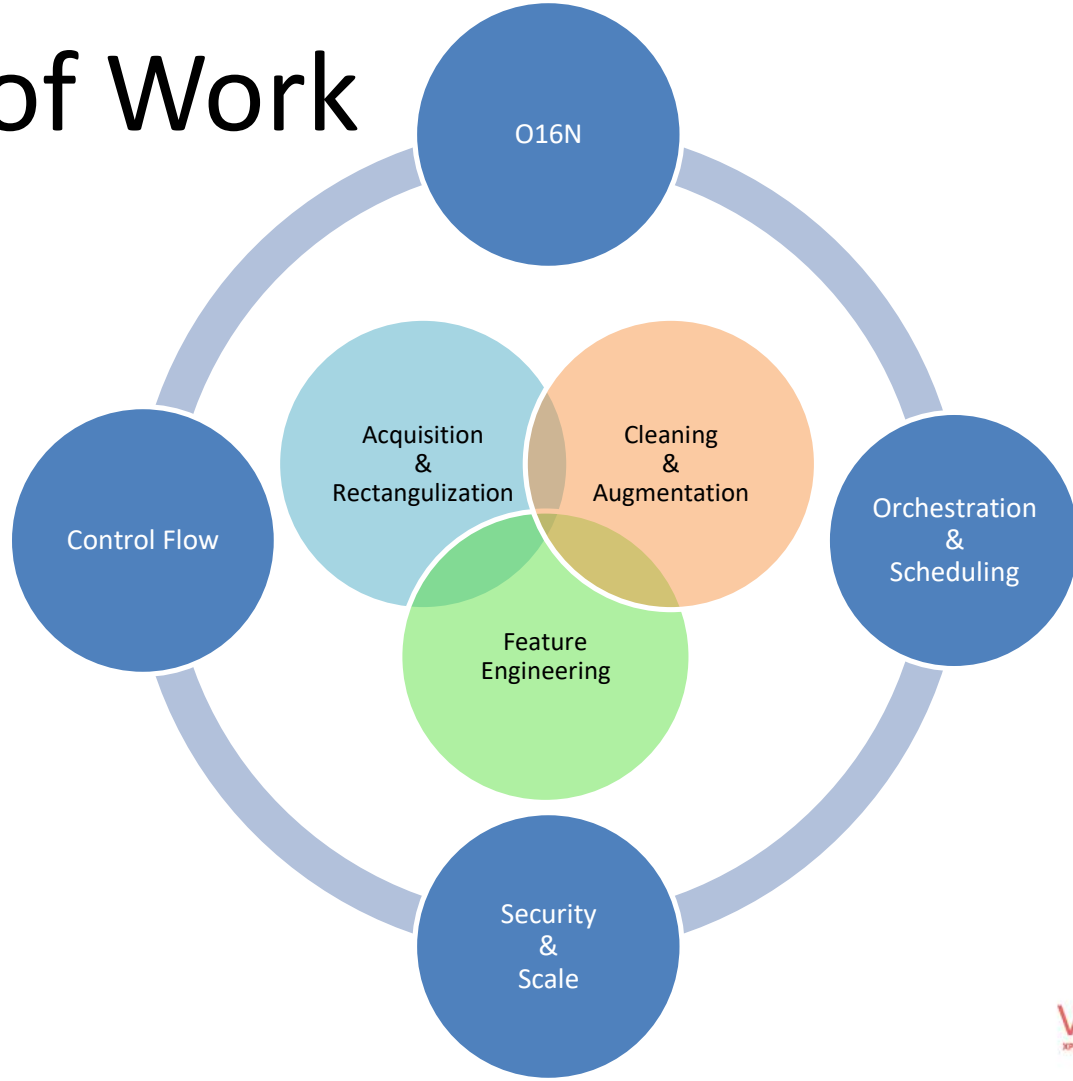 of Work
O16N
Acquisition
&
Rectangulization
Cleaning
&
Augmentation
Control Flow
Orchestration
&
Scheduling
Feature
Engineering
Security
&
Scale